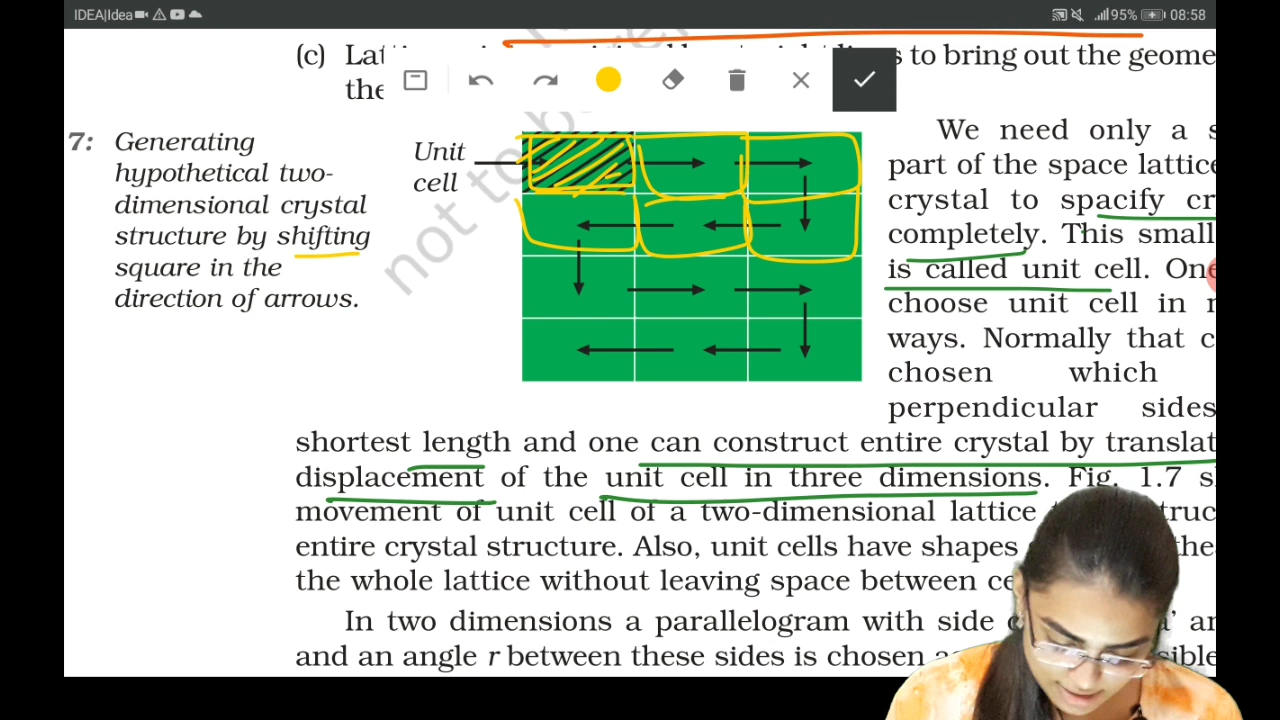 IDEA|Idea 95% 08:58
(c) to bring out the geome
the
7: Generating
hypothetical two-
dimensional crystal
structure by shifting
square in the
direction of arrows.
Unit
cell
not to be
We need only a s
part of the space lattice
crystal to spacify cr
completely. This small
is called unit cell. One
choose unit cell in
ways. Normally that c
chosen which
perpendicular sides
shortest length and one can construct entire crystal by translat
displacement of the unit cell in three dimensions. Fig. 1.7 s
movement of unit cell of a two-dimensional lattice
entire crystal structure. Also, unit cells have shapes
the whole lattice without leaving space between
In two dimensions a parallelogram with side
and an angle r between these sides is chosen